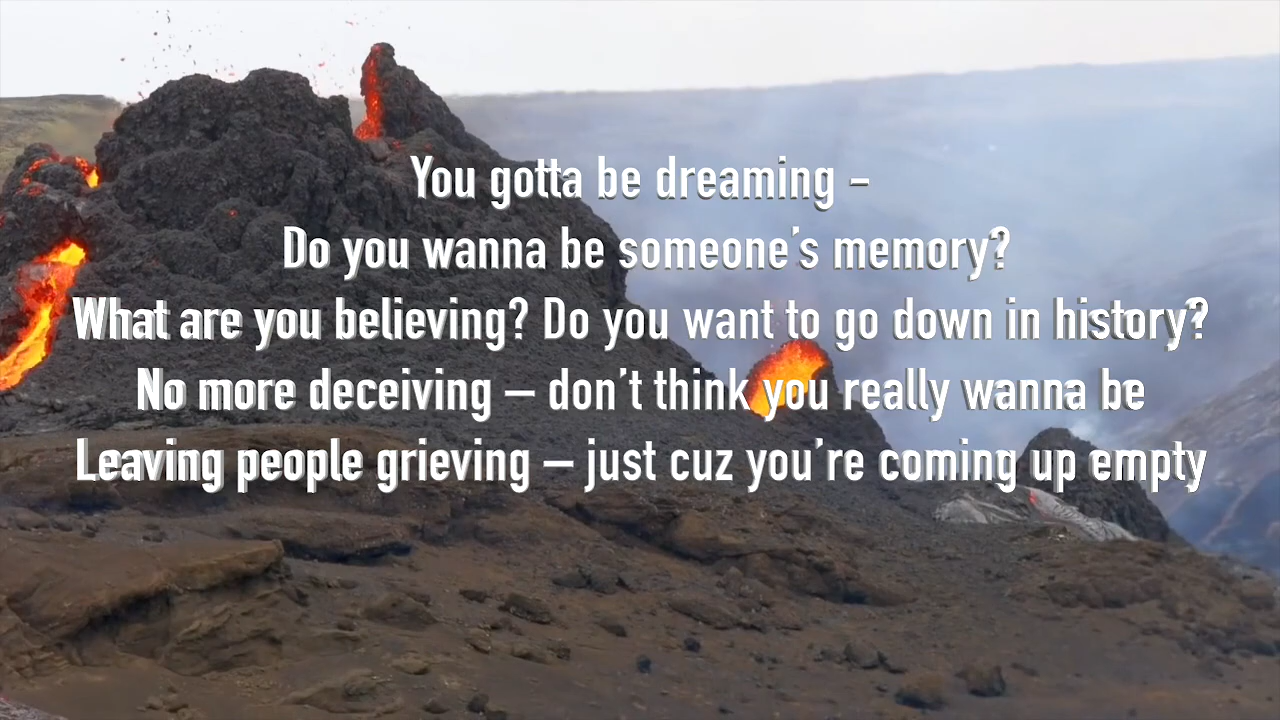 You gotta be dreaming –
Do you wanna be someone’s memory?
What are you believing? Do you want to go down in history?
No more deceiving – don’t think you really wanna be
Leaving people grieving – just cuz you’re coming up empty